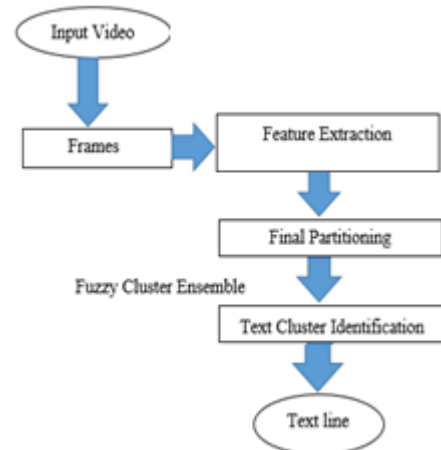 Input Video
Frames
Feature Extraction
Final Partitioning
Fuzzy Cluster Ensemble
Text Cluster Identification
Text line